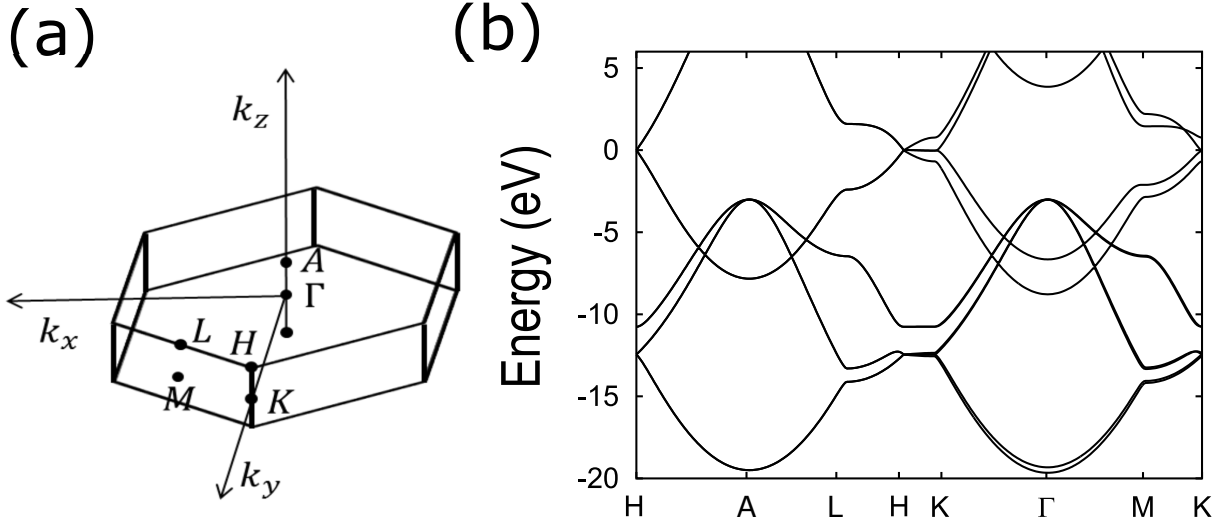 (a)
k_z
A
Γ
k_x
L
H
M
K
k_y
(b)
Energy (eV)
5
0
-5
-10
-15
-20
H A L H K Γ M K